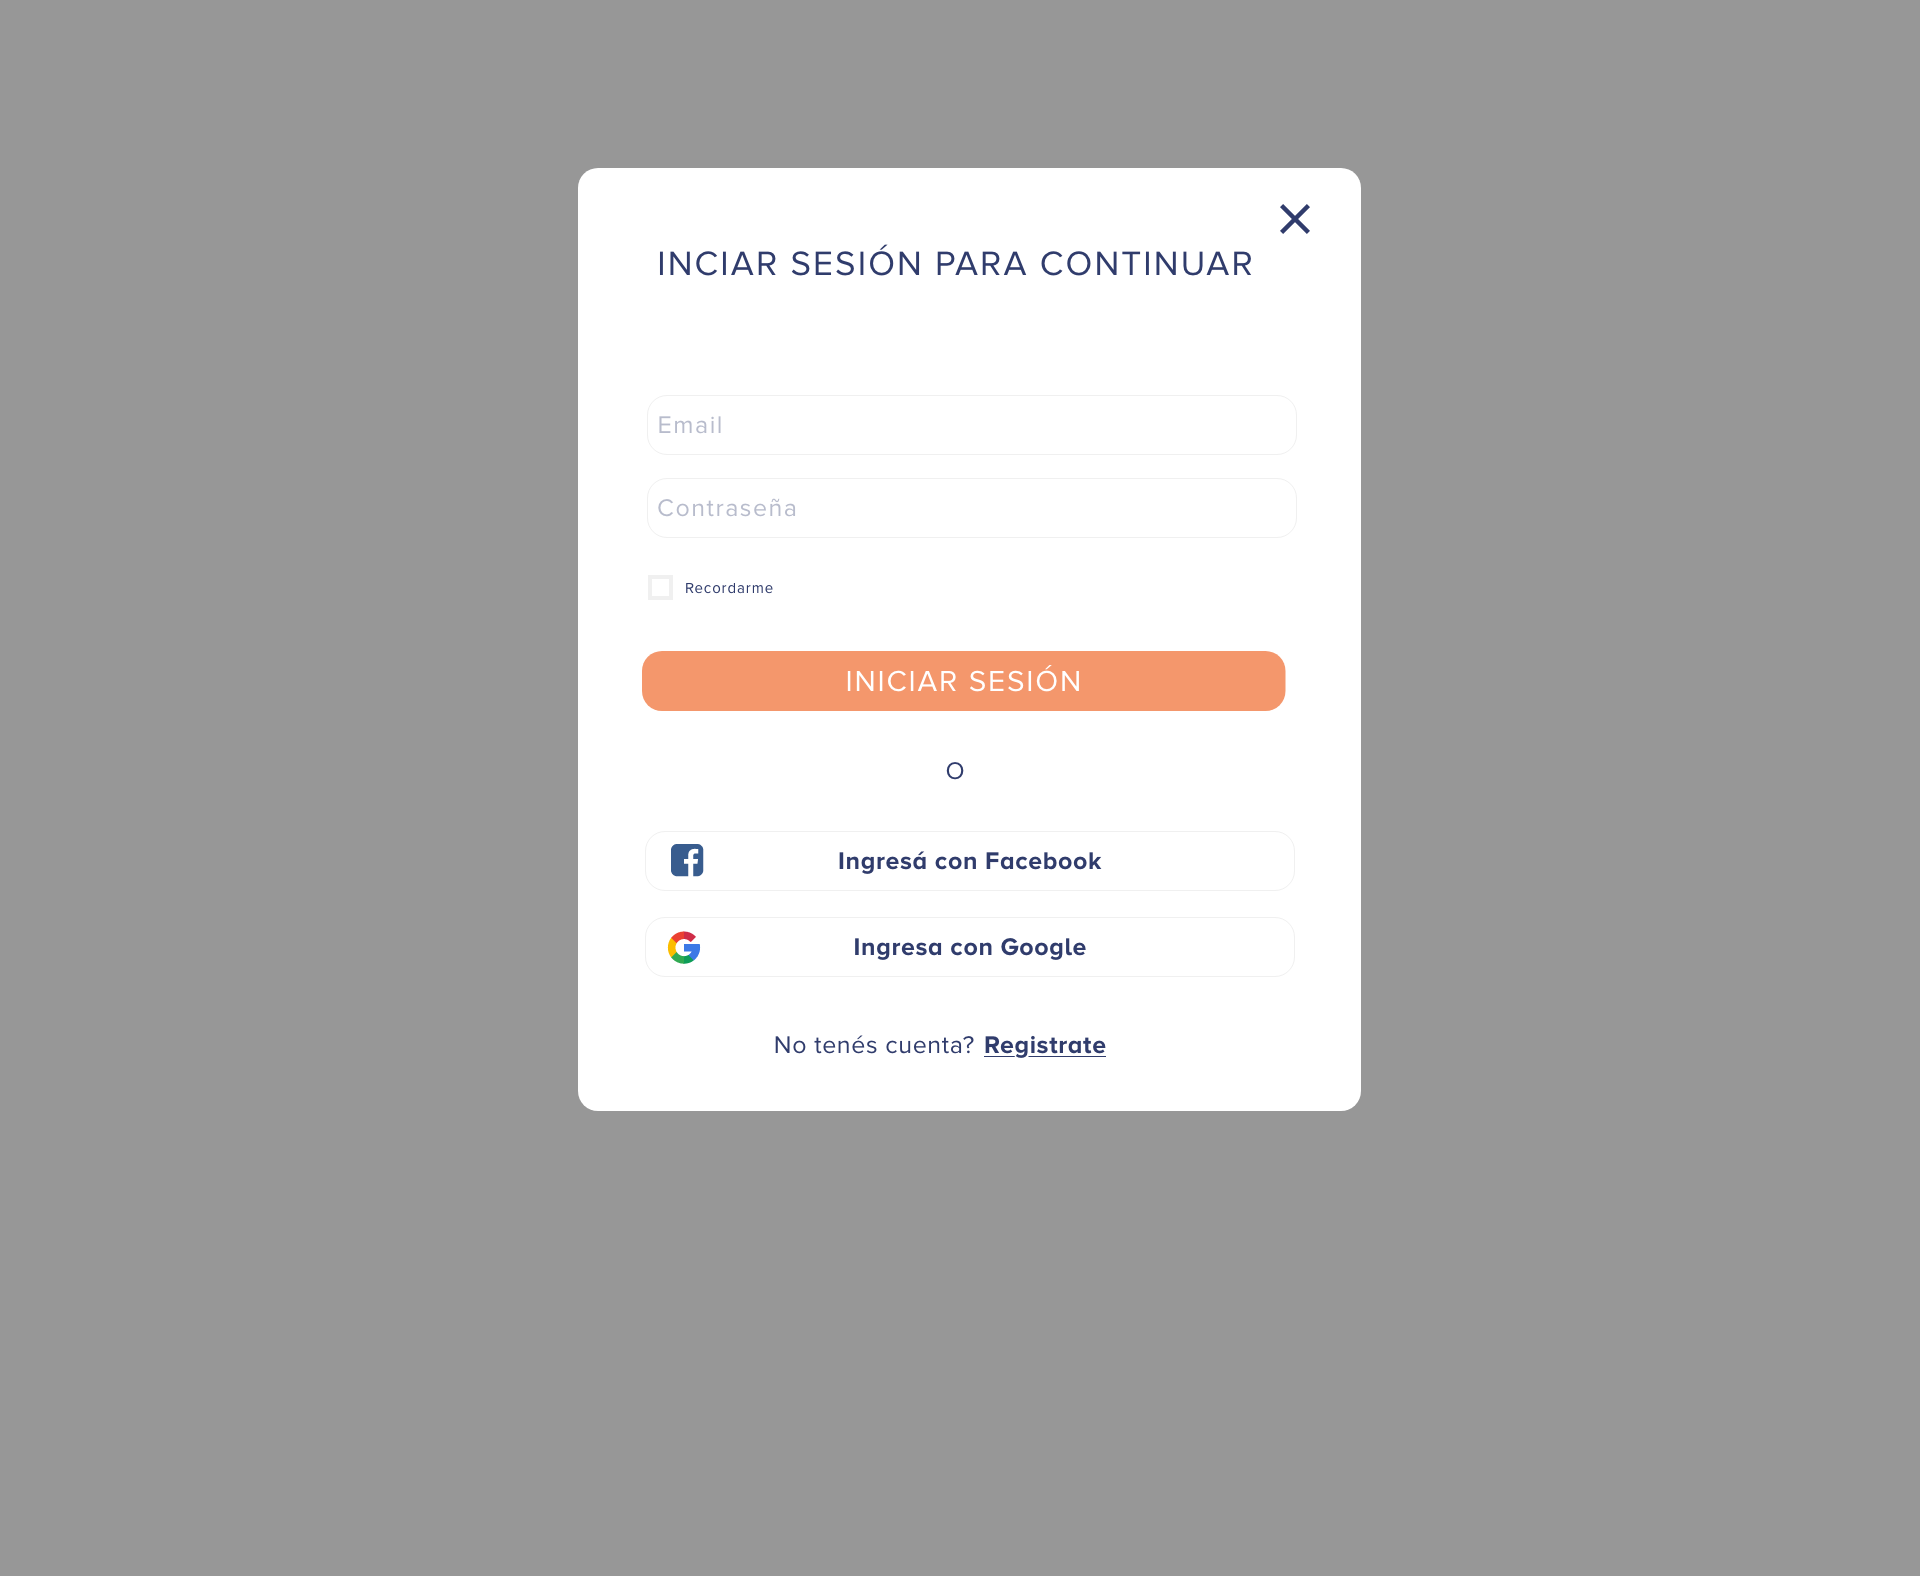 INCIAR SESIÓN PARA CONTINUAR
Email
Contraseña
Recordarme
INICIAR SESIÓN
O
Ingresá con Facebook
Ingresa con Google
No tenés cuenta? Registrate